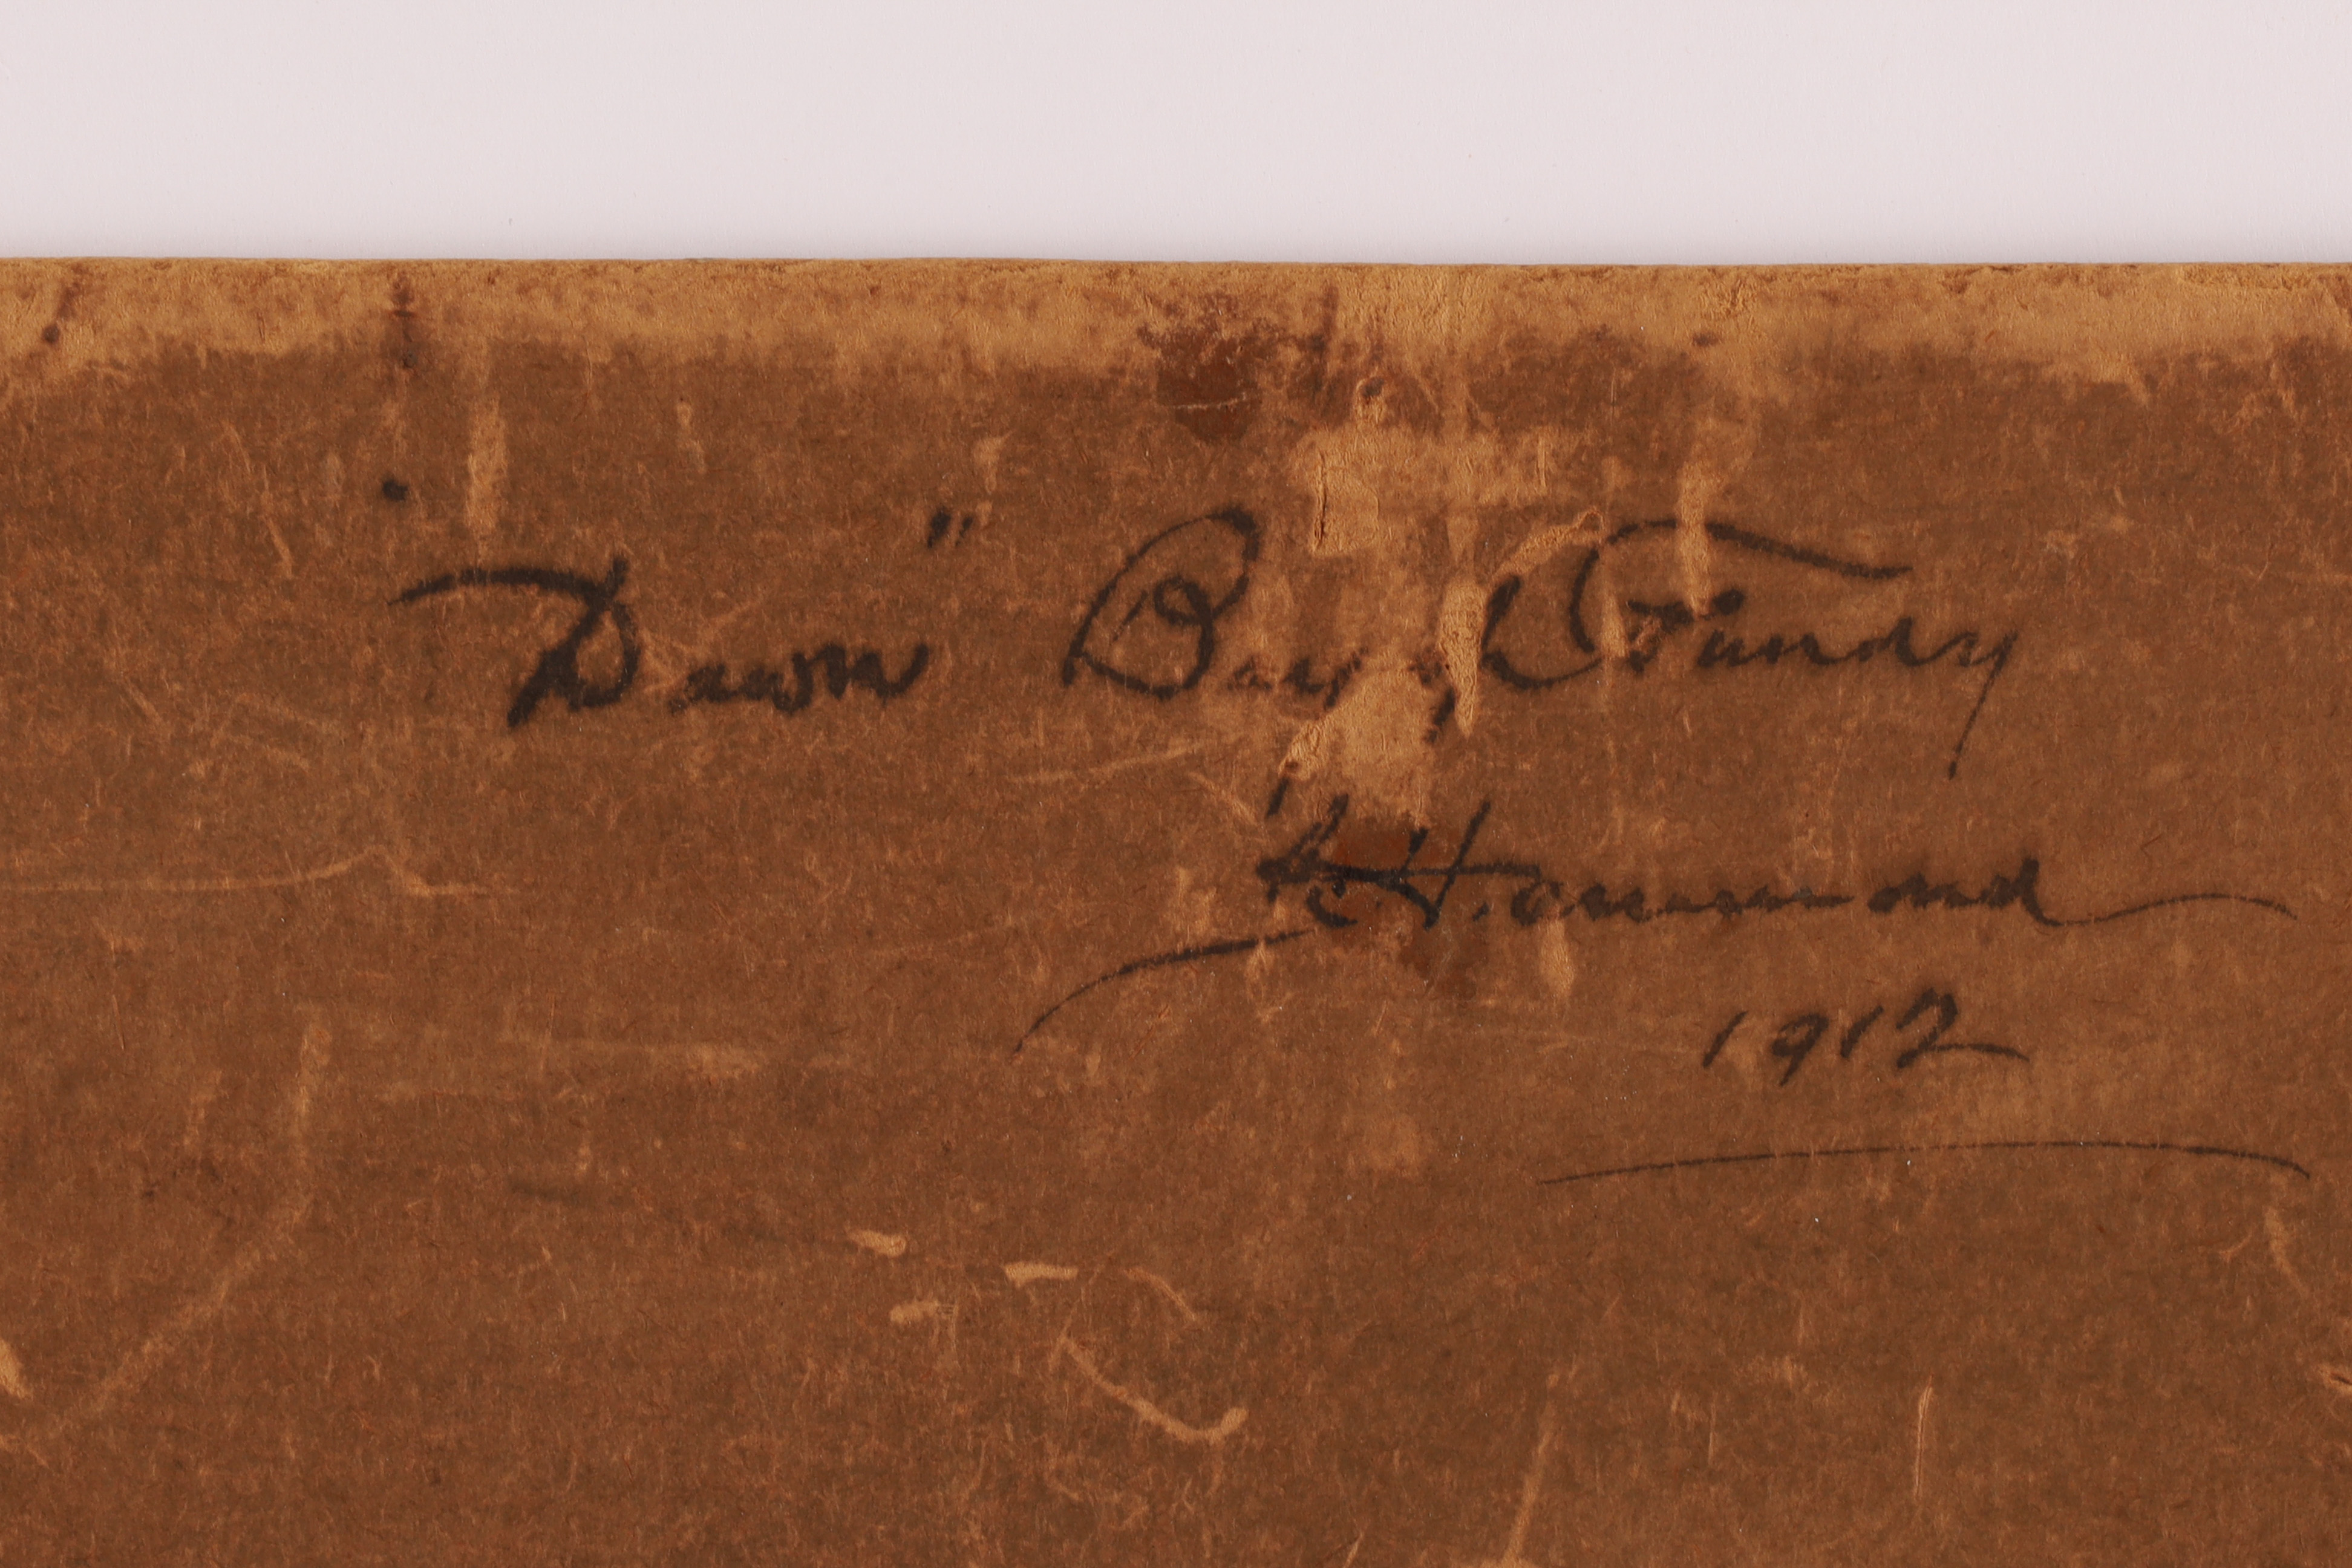 "Dawn" Bay of Fundy
Hammond
1912